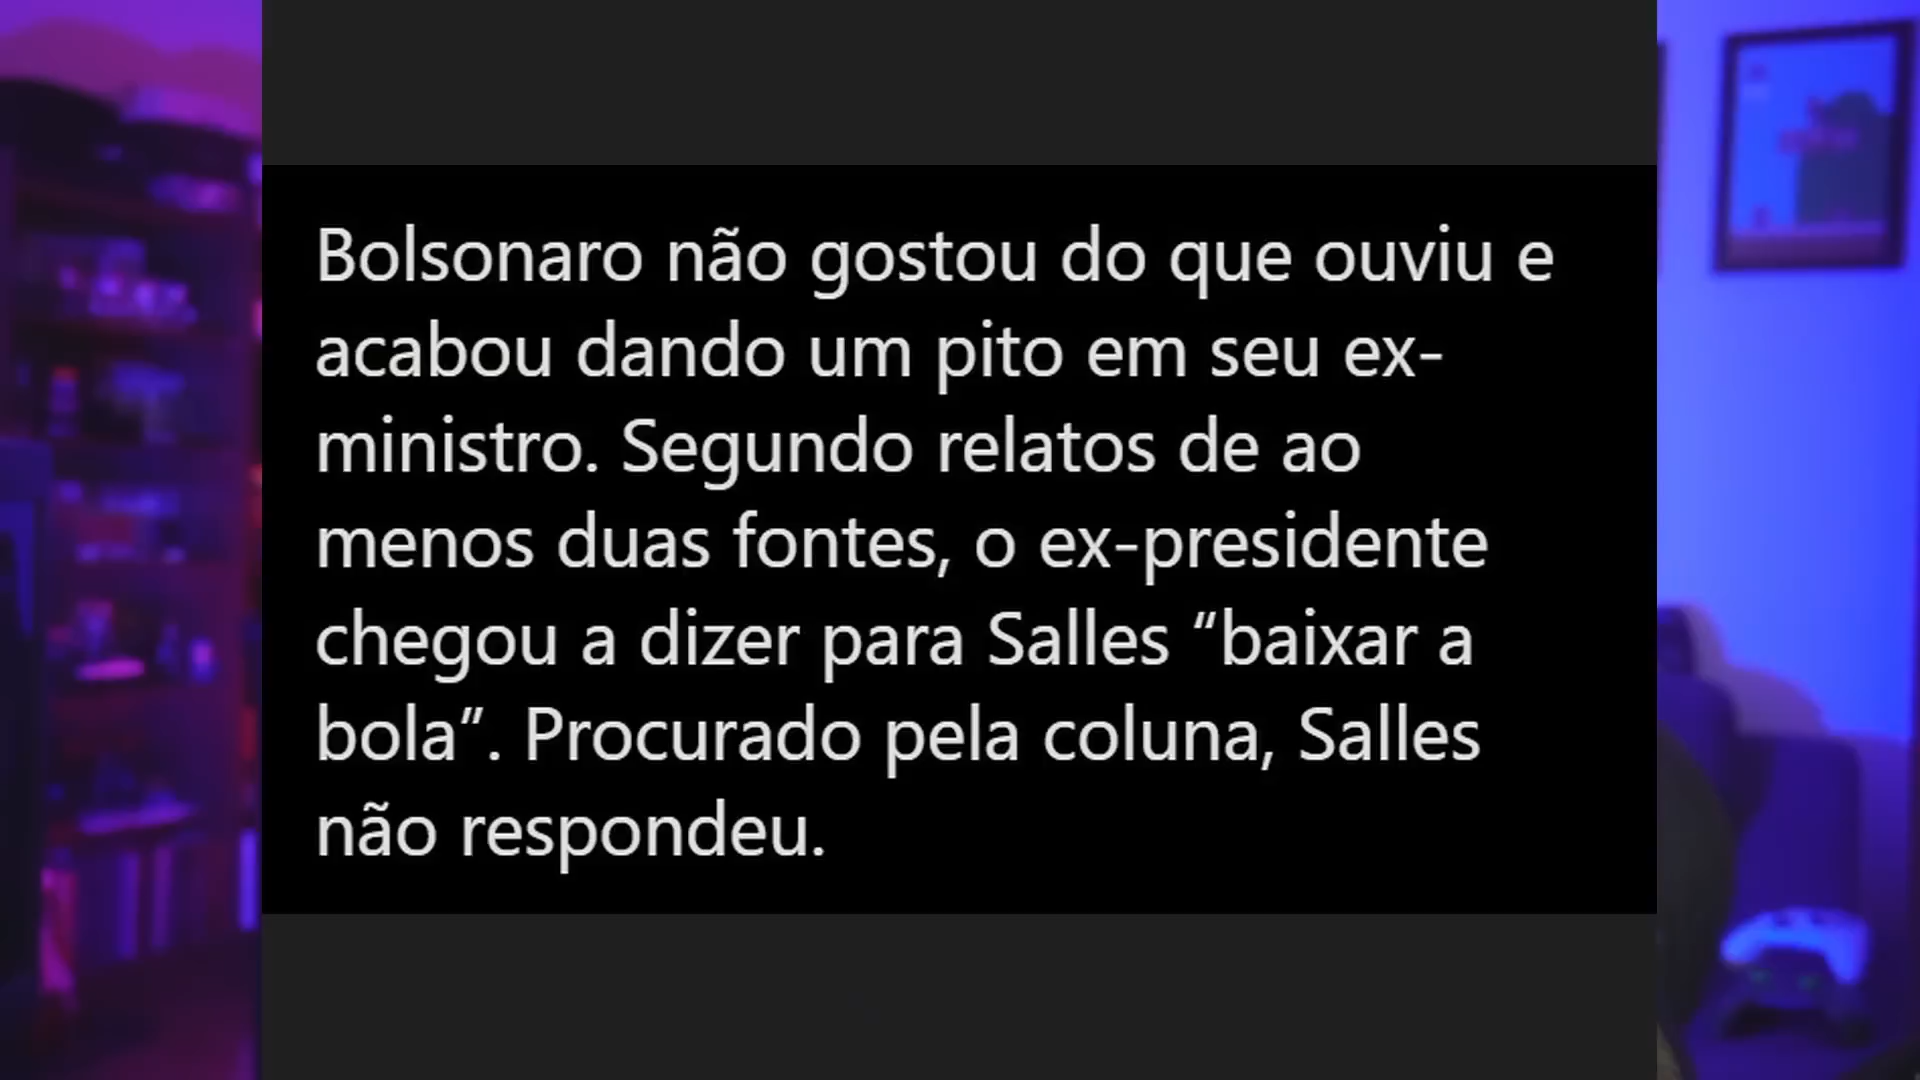 Bolsonaro não gostou do que ouviu e
acabou dando um pito em seu ex-
ministro. Segundo relatos de ao
menos duas fontes, o ex-presidente
chegou a dizer para Salles “baixar a
bola”. Procurado pela coluna, Salles
não respondeu.